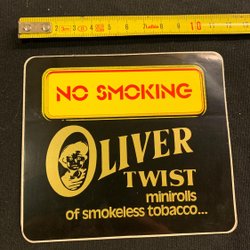 NO SMOKING
OLIVER
TWIST
minirolls
of smokeless tobacco...